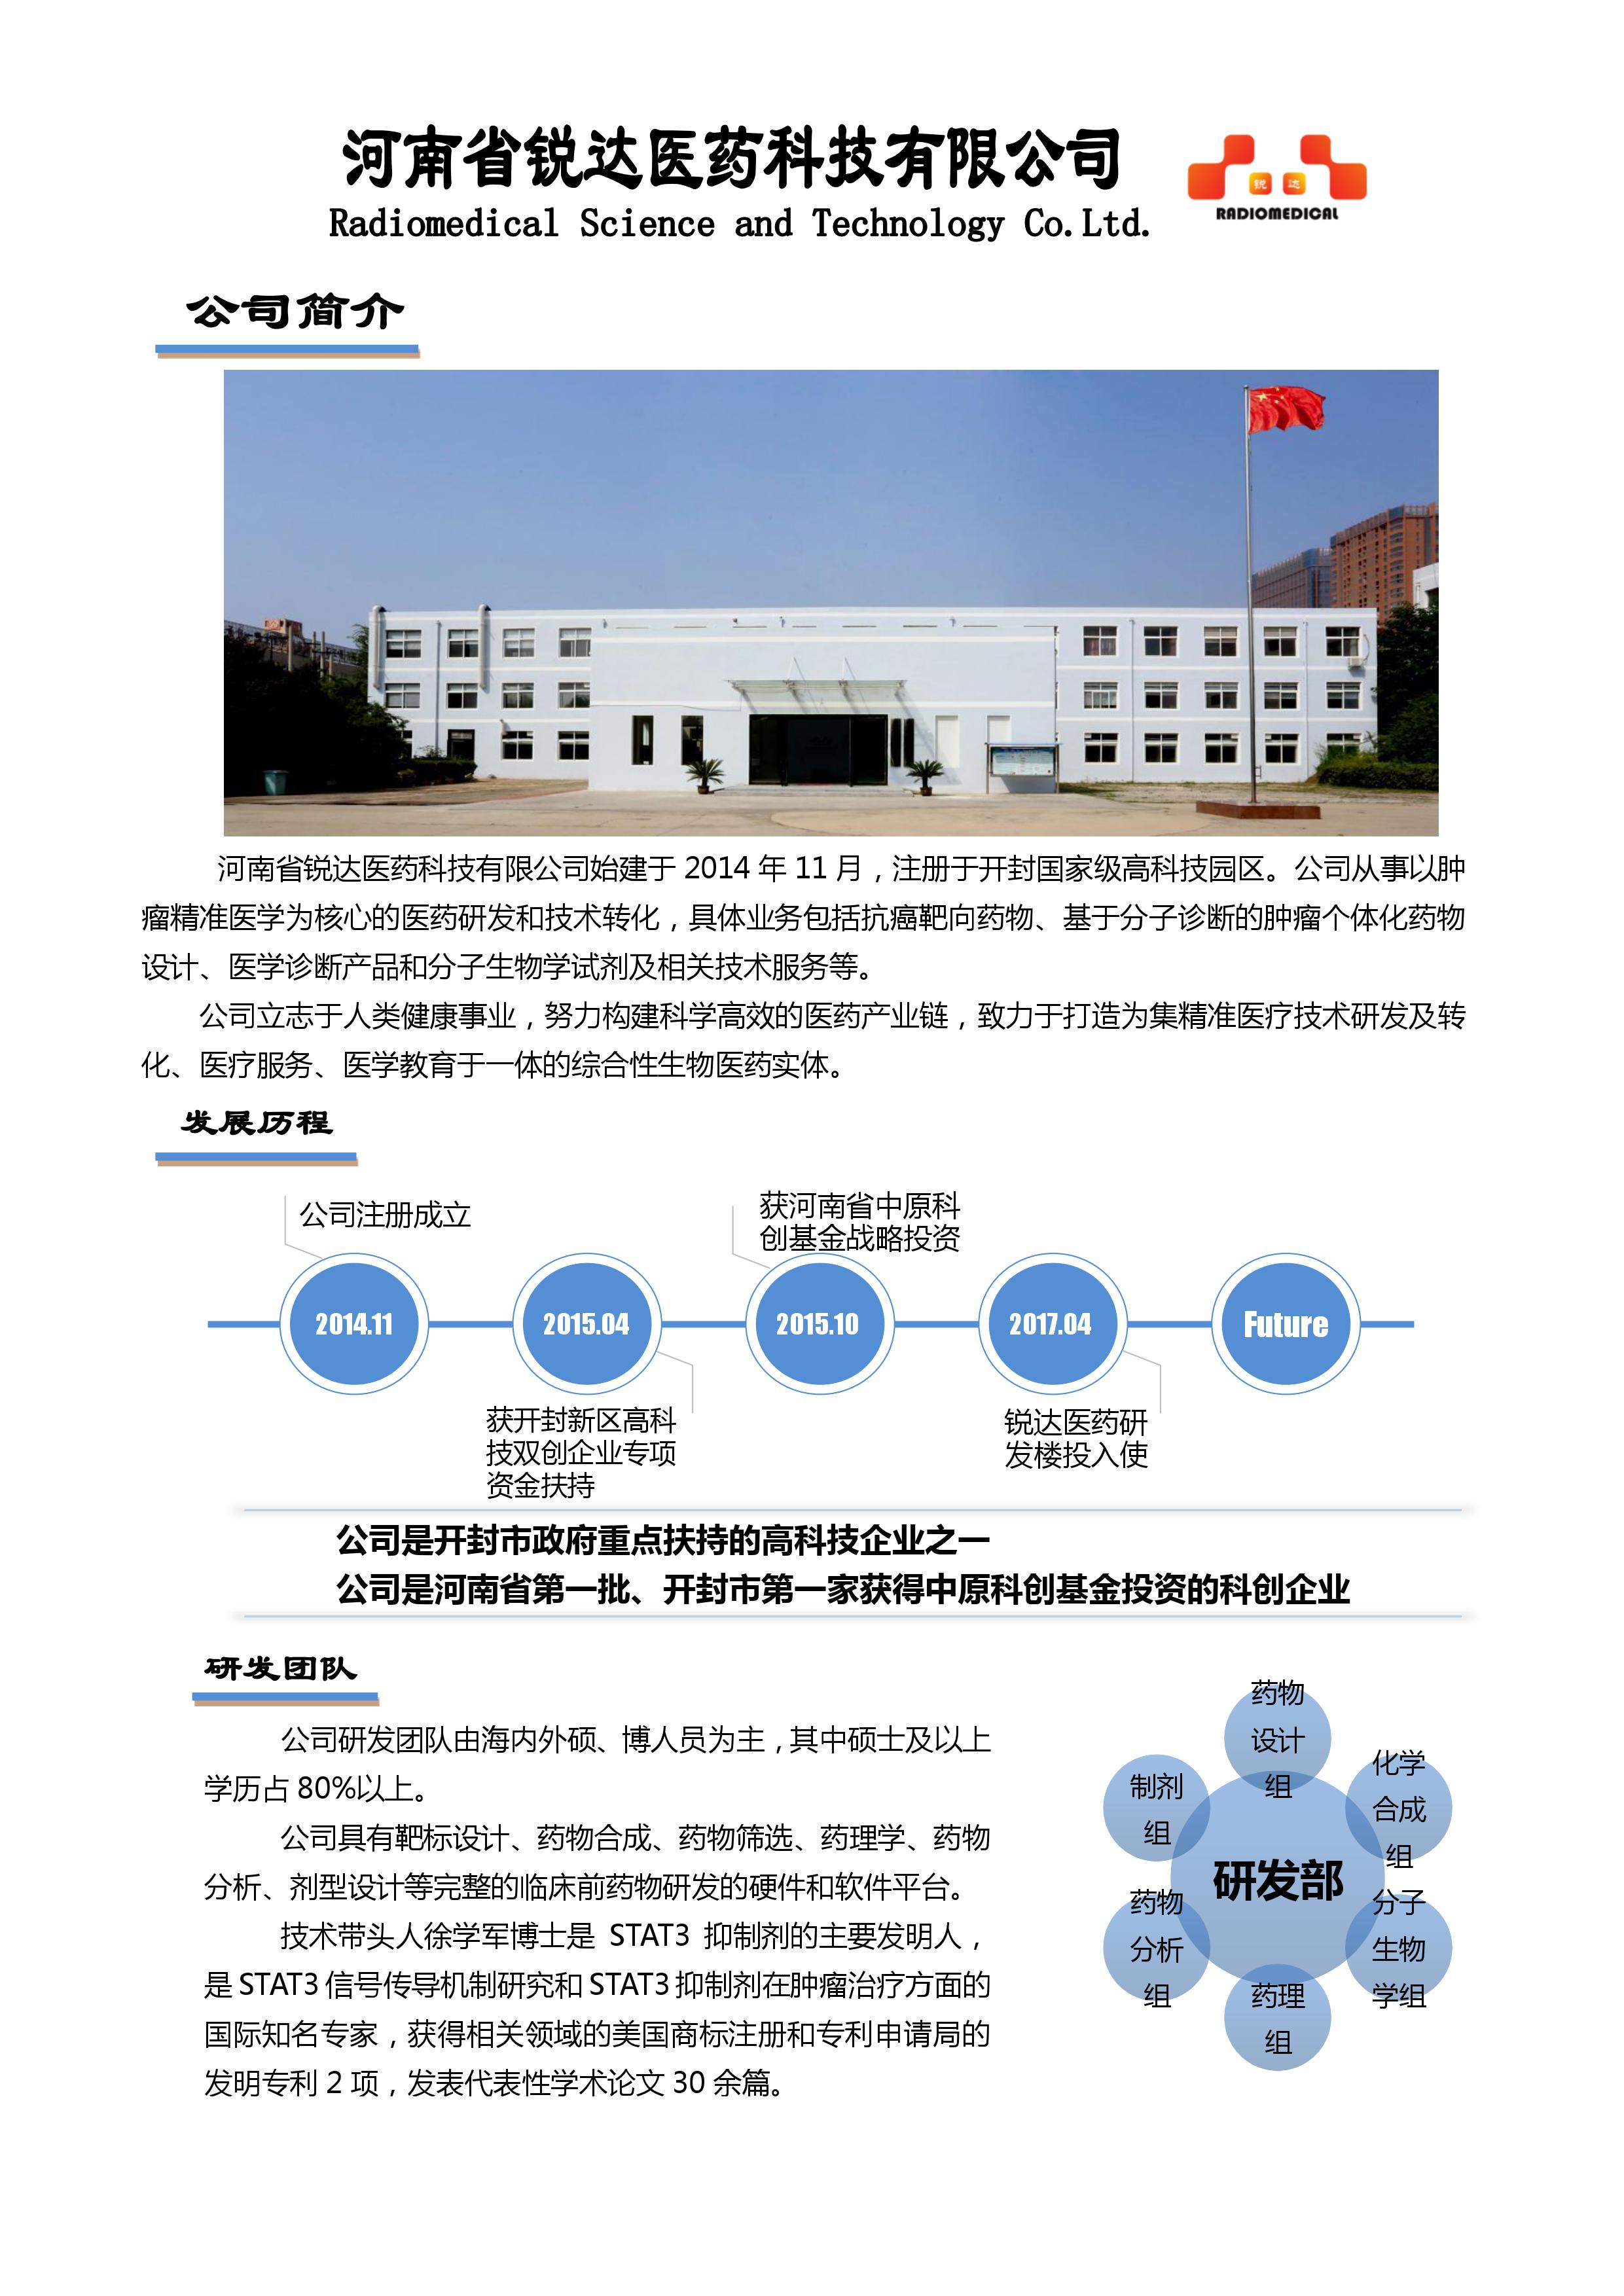 河南省锐达医药科技有限公司
Radiomedical Science and Technology Co.Ltd.
锐 达
RADIOMEDICAL
公司简介
河南省锐达医药科技有限公司始建于 2014 年 11 月，注册于开封国家级高科技园区。公司从事以肿
瘤精准医学为核心的医药研发和技术转化，具体业务包括抗癌靶向药物、基于分子诊断的肿瘤个体化药物
设计、医学诊断产品和分子生物学试剂及相关技术服务等。
公司立志于人类健康事业，努力构建科学高效的医药产业链，致力于打造为集精准医疗技术研发及转
化、医疗服务、医学教育于一体的综合性生物医药实体。
发展历程
公司注册成立
获河南省中原科
创基金战略投资
2014.11
2015.04
2015.10
2017.04
Future
获开封新区高科
技双创企业专项
资金扶持
锐达医药研
发楼投入使
公司是开封市政府重点扶持的高科技企业之一
公司是河南省第一批、开封市第一家获得中原科创基金投资的科创企业
研发团队
公司研发团队由海内外硕、博人员为主，其中硕士及以上
学历占 80%以上。
公司具有靶标设计、药物合成、药物筛选、药理学、药物
分析、剂型设计等完整的临床前药物研发的硬件和软件平台。
技术带头人徐学军博士是 STAT3 抑制剂的主要发明人，
是 STAT3 信号传导机制研究和 STAT3 抑制剂在肿瘤治疗方面的
国际知名专家，获得相关领域的美国商标注册和专利申请局的
发明专利 2 项，发表代表性学术论文 30 余篇。
药物
设计
组
化学
合成
组
分子
生物
学组
药理
组
药物
分析
组
制剂
组
研发部